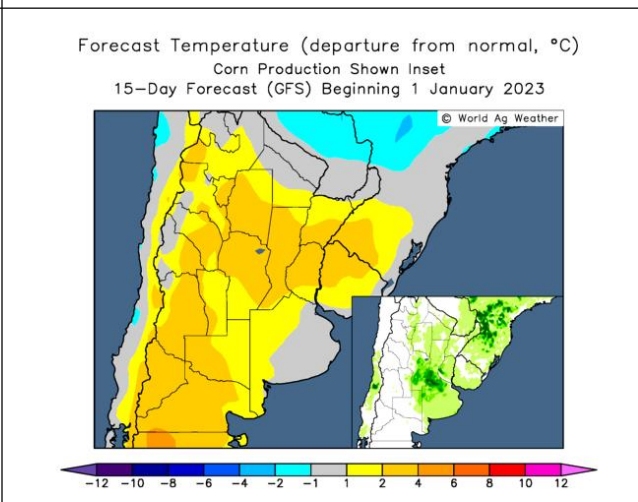 Forecast Temperature (departure from normal, °C)
Corn Production Shown Inset
15-Day Forecast (GFS) Beginning 1 January 2023
© World Ag Weather
-12 -10 -8 -6 -4 -2 -1 1 2 4 6 8 10 12